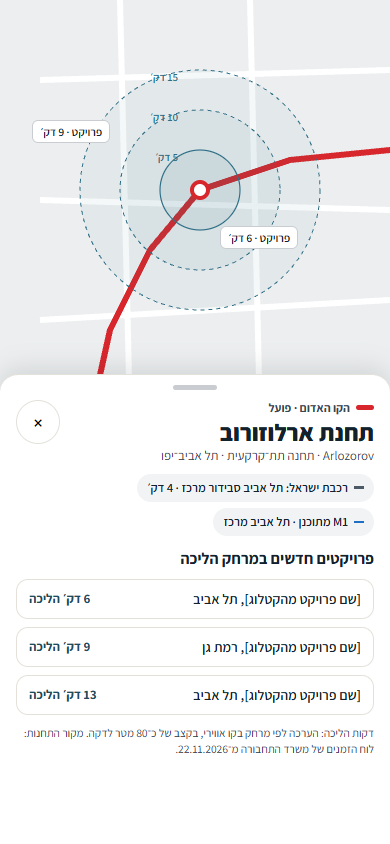 15 דק׳
10 דק׳
פרויקט · 9 דק׳
5 דק׳
פרויקט · 6 דק׳
הקו האדום · פועל
×
תחנת ארלוזורוב
Arlozorov · תחנה תת־קרקעית · תל אביב־יפו
רכבת ישראל: תל אביב סבידור מרכז · 4 דק׳
M1 מתוכנן · תל אביב מרכז
פרויקטים חדשים במרחק הליכה
[שם פרויקט מהקטלוג], תל אביב
6 דק׳ הליכה
[שם פרויקט מהקטלוג], רמת גן
9 דק׳ הליכה
[שם פרויקט מהקטלוג], תל אביב
13 דק׳ הליכה
דקות הליכה: הערכה לפי מרחק בקו אווירי, בקצב של כ־80 מטר לדקה. מקור התחנות:
לוח הזמנים של משרד התחבורה מ־22.11.2026.